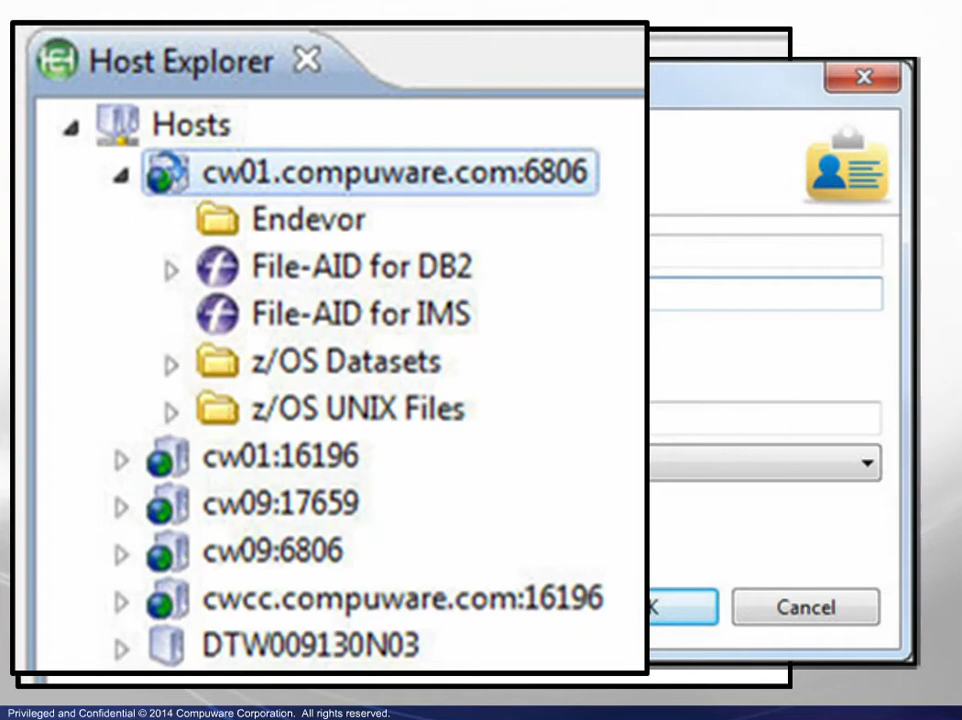 Host Explorer
Hosts
cw01.compuware.com:6806
Endevor
File-AID for DB2
File-AID for IMS
z/OS Datasets
z/OS UNIX Files
cw01:16196
cw09:17659
cw09:6806
cwcc.compuware.com:16196
DTW009130N03
Cancel
Privileged and Confidential © 2014 Compuware Corporation. All rights reserved.